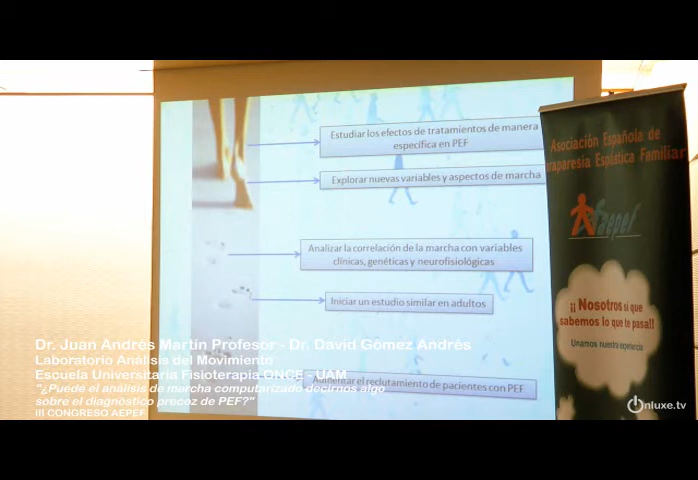 Estudiar los efectos de tratamientos de manera
específica en PEF
Explorar nuevas variables y aspectos de marcha
Analizar la correlación de la marcha con variables
clínicas, genéticas y neurofisiológicas
Iniciar un estudio similar en adultos
Aumentar el reclutamiento de pacientes con PEF
Asociación Española de
araparesia Espástica Familiar
aepef
¡¡ Nosotros si que
sabemos lo que te pasa!!
Unamos nuestra experiencia
Dr. Juan Andrés Martín Profesor - Dr. David Gómez Andrés
Laboratorio Análisis del Movimiento
Escuela Universitaria Fisioterapia ONCE - UAM
"¿Puede el análisis de marcha computarizado decirnos algo
sobre el diagnóstico precoz de PEF?"
III CONGRESO AEPEF
onluxe.tv